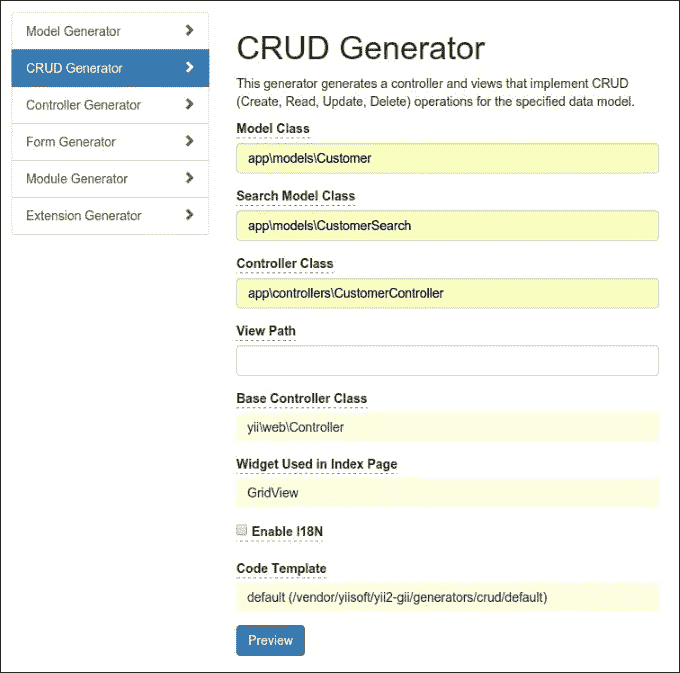 Model Generator
CRUD Generator
Controller Generator
Form Generator
Module Generator
Extension Generator
CRUD Generator
This generator generates a controller and views that implement CRUD
(Create, Read, Update, Delete) operations for the specified data model.
Model Class
app\models\Customer
Search Model Class
app\models\CustomerSearch
Controller Class
app\controllers\CustomerController
View Path
Base Controller Class
yii\web\Controller
Widget Used in Index Page
GridView
Enable I18N
Code Template
default (/vendor/yiisoft/yii2-gii/generators/crud/default)
Preview